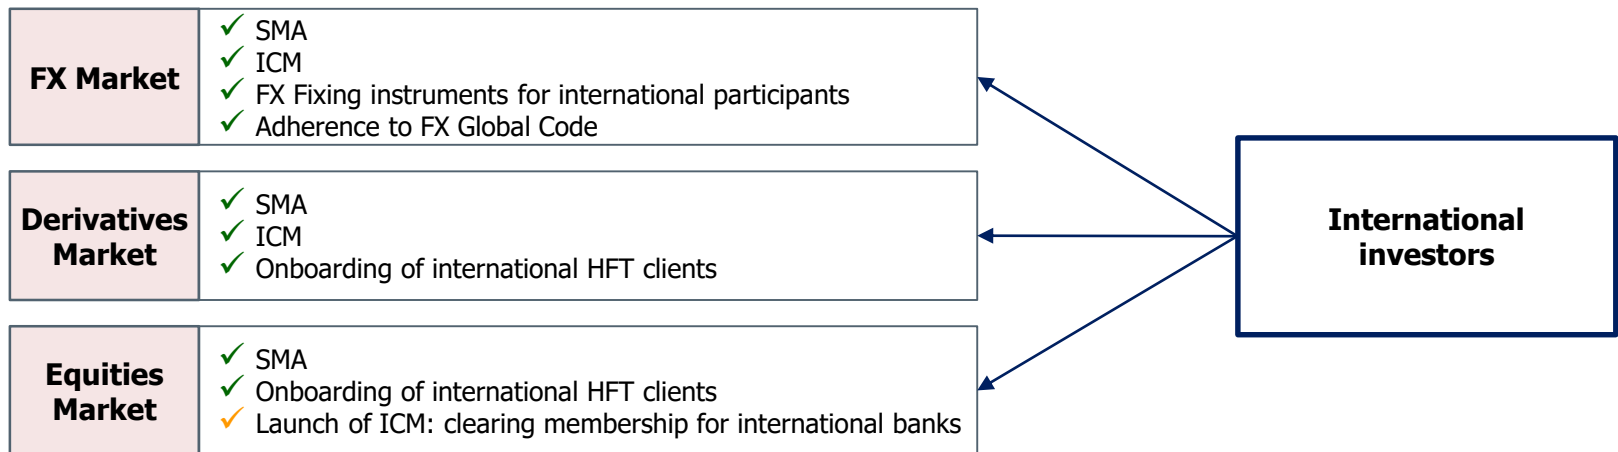 FX Market
SMA
ICM
FX Fixing instruments for international participants
Adherence to FX Global Code
Derivatives
Market
SMA
ICM
Onboarding of international HFT clients
Equities
Market
SMA
Onboarding of international HFT clients
Launch of ICM: clearing membership for international banks
International
investors